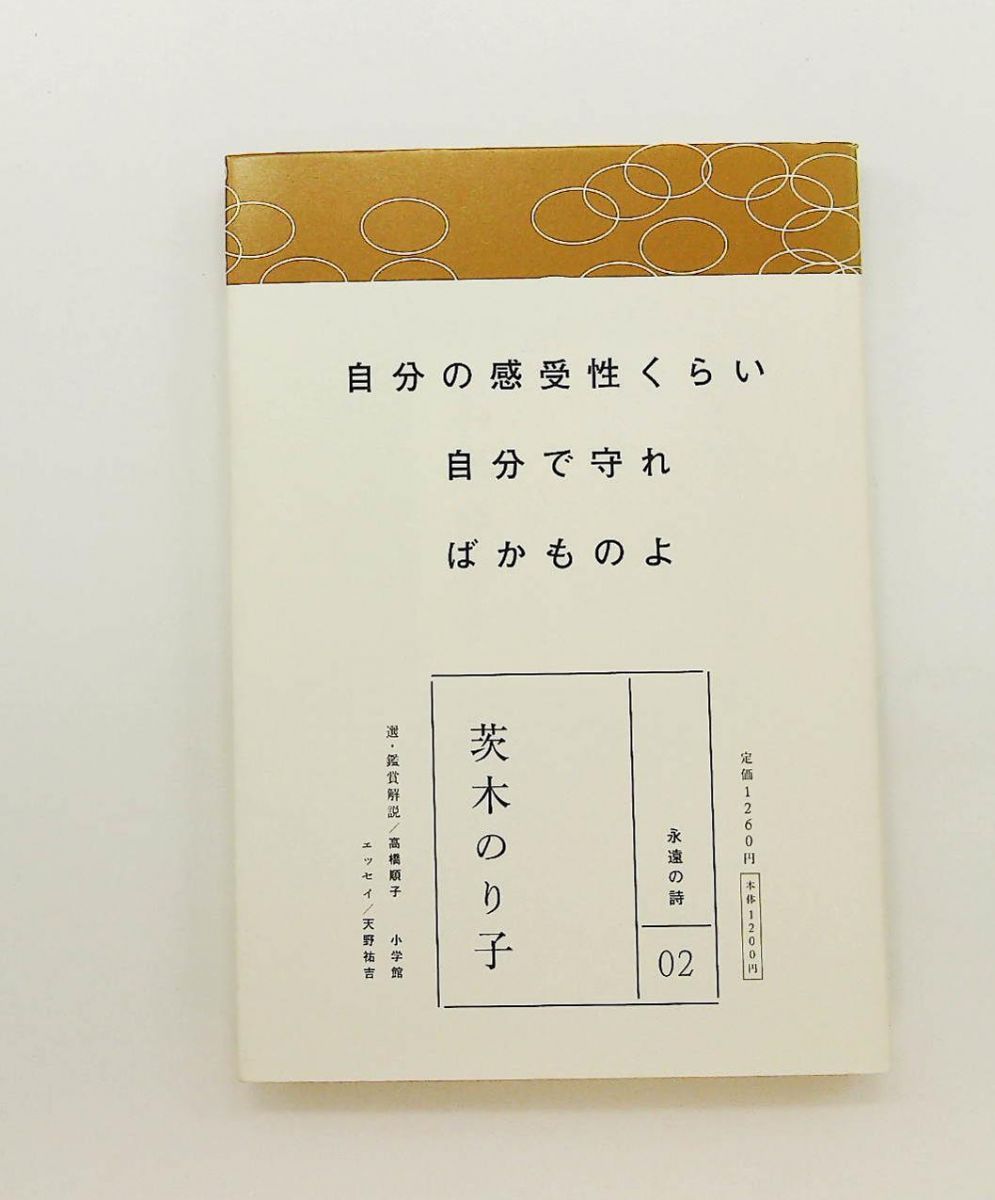 自分の感受性くらい
自分で守れ
ばかものよ
定価1260円
本体1200円
永遠の詩
02
茨木のり子
選・鑑賞解説/高橋順子 小学館
エッセイ/天野祐吉